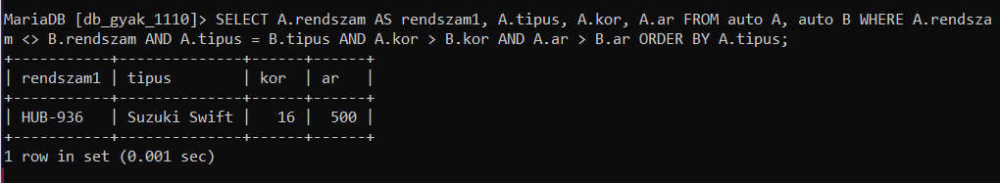 MariaDB [db_gyak_1110]> SELECT A.rendszam AS rendszam1, A.tipus, A.kor, A.ar FROM auto A, auto B WHERE A.rendsza
m <> B.rendszam AND A.tipus = B.tipus AND A.kor > B.kor AND A.ar > B.ar ORDER BY A.tipus;
+-----------+--------------+------+------+
| rendszam1 | tipus        | kor  | ar   |
+-----------+--------------+------+------+
| HUB-936   | Suzuki Swift |   16 |  500 |
+-----------+--------------+------+------+
1 row in set (0.001 sec)